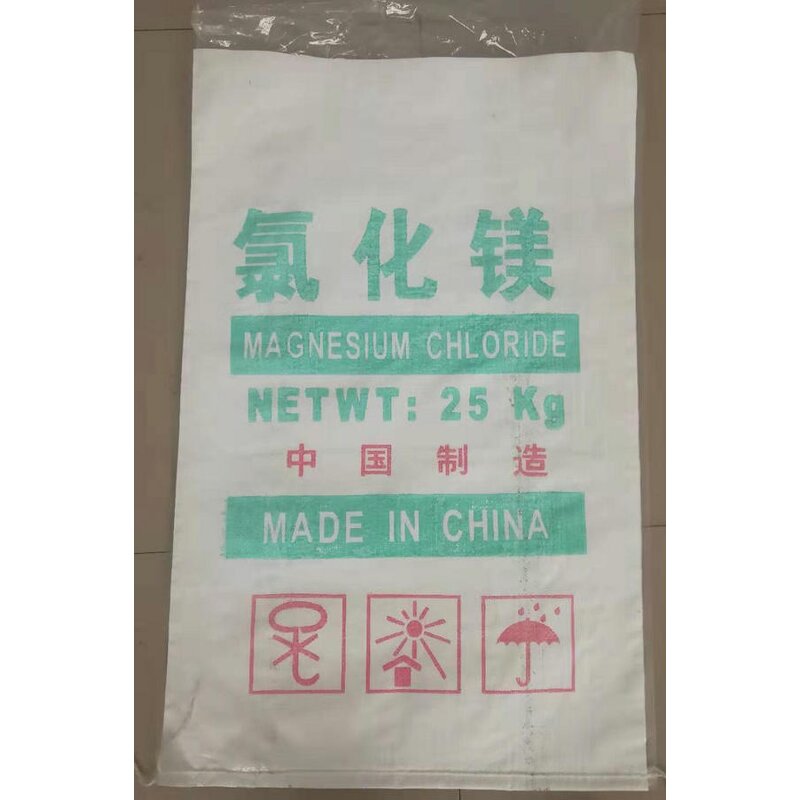 氯化镁
MAGNESIUM CHLORIDE
NETWT: 25 Kg
中国制造
MADE IN CHINA